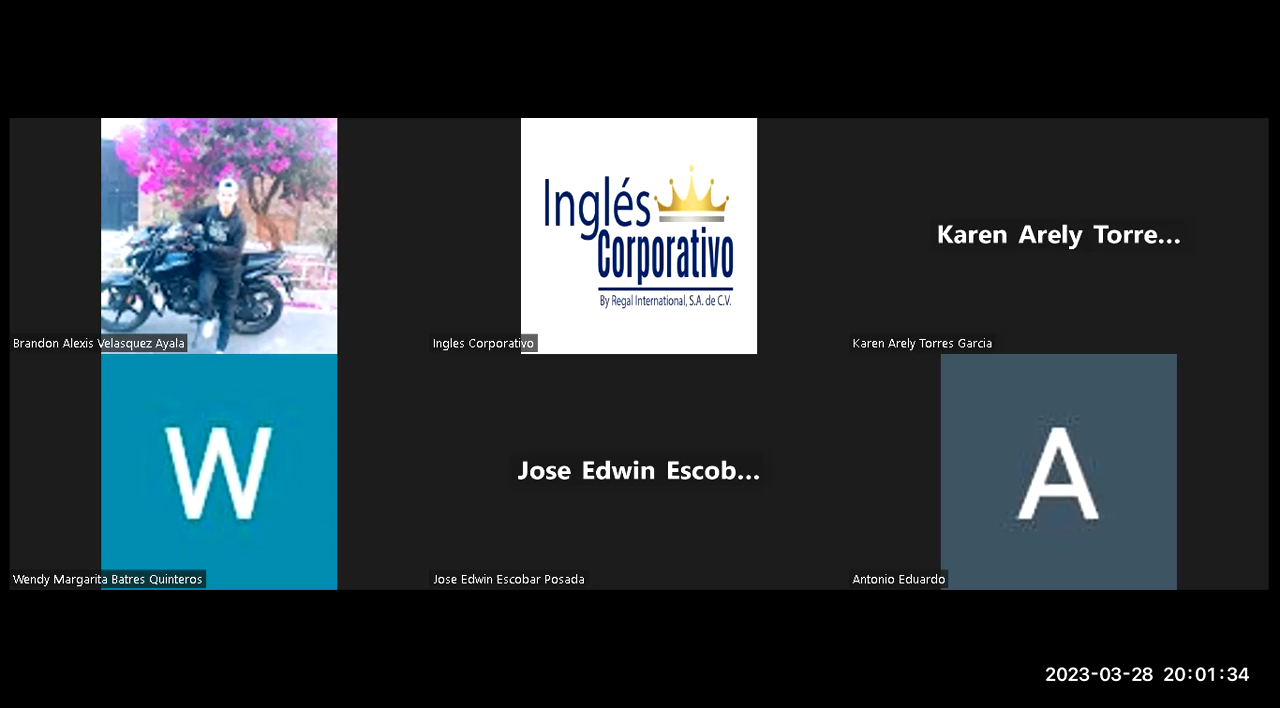 Inglés
Corporativo
By Regal International, S.A. de C.V.
Karen Arely Torre...
Brandon Alexis Velasquez Ayala
Ingles Corporativo
Karen Arely Torres Garcia
W
Jose Edwin Escob...
A
Wendy Margarita Batres Quinteros
Jose Edwin Escobar Posada
Antonio Eduardo
2023-03-28 20:01:34